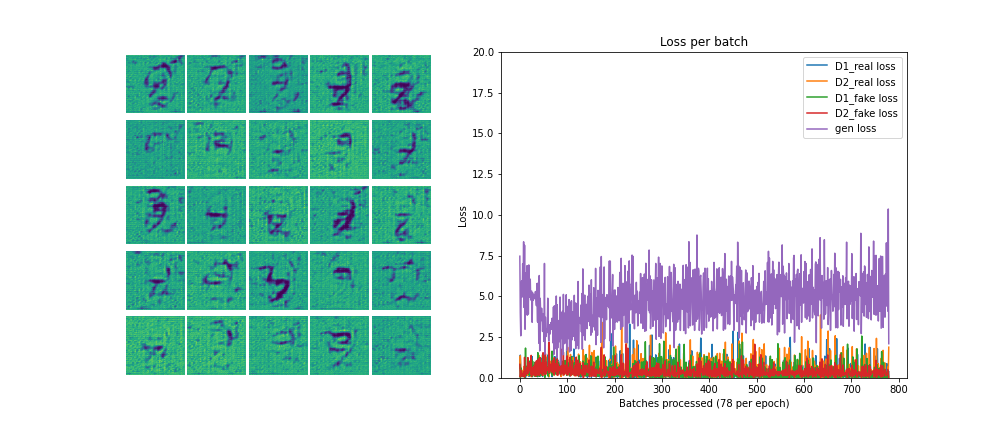 Loss per batch
20.0
17.5
15.0
12.5
10.0
7.5
5.0
2.5
0.0
Loss
D1_real loss
D2_real loss
D1_fake loss
D2_fake loss
gen loss
0 100 200 300 400 500 600 700 800
Batches processed (78 per epoch)